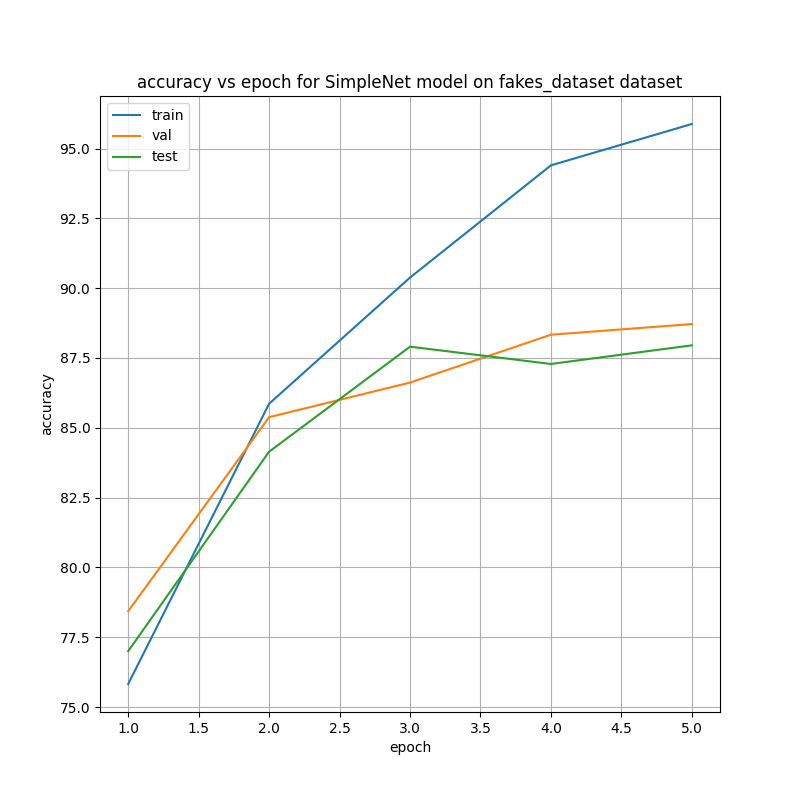 accuracy vs epoch for SimpleNet model on fakes_dataset dataset
train
val
test
95.0
92.5
90.0
87.5
85.0
82.5
80.0
77.5
75.0
accuracy
1.0 1.5 2.0 2.5 3.0 3.5 4.0 4.5 5.0
epoch